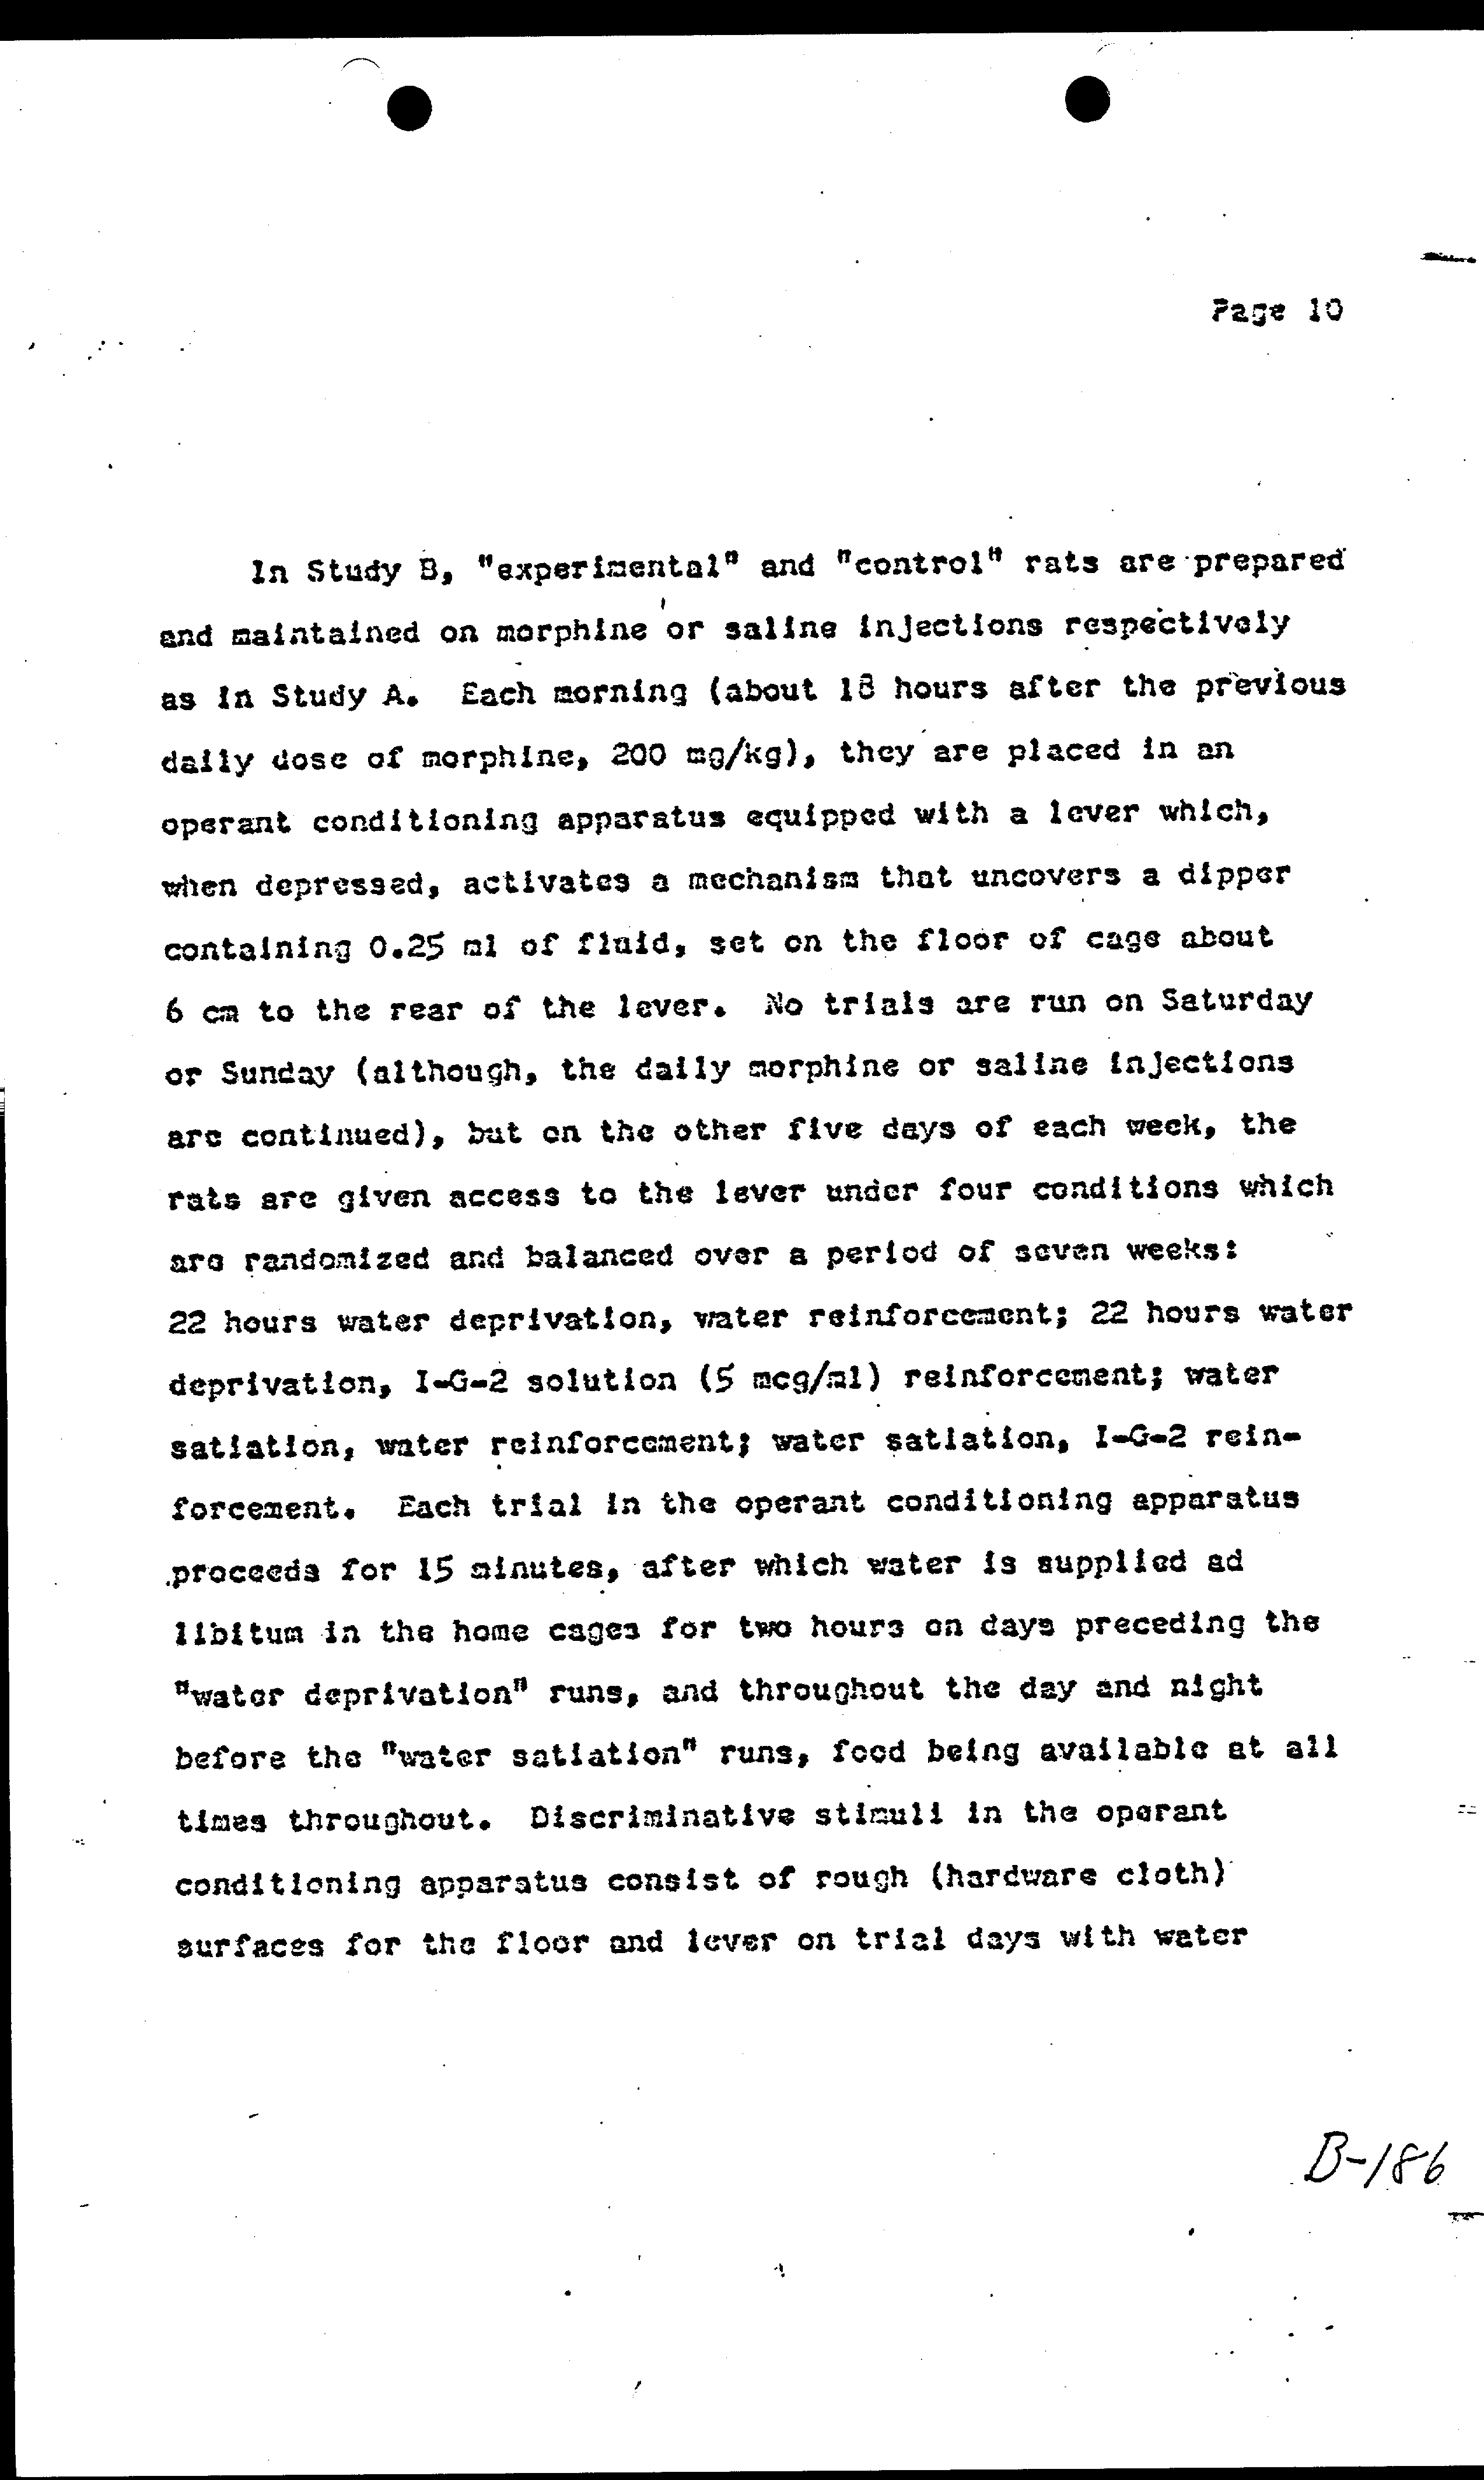 Page 10
In Study B, "experimental" and "control" rats are prepared
and maintained on morphine or saline injections respectively
as in Study A. Each morning (about 18 hours after the previous
daily dose of morphine, 200 mg/kg), they are placed in an
operant conditioning apparatus equipped with a lever which,
when depressed, activates a mechanism that uncovers a dipper
containing 0.25 ml of fluid, set on the floor of cage about
6 cm to the rear of the lever. No trials are run on Saturday
or Sunday (although, the daily morphine or saline injections
are continued), but on the other five days of each week, the
rats are given access to the lever under four conditions which
are randomized and balanced over a period of seven weeks:
22 hours water deprivation, water reinforcement; 22 hours water
deprivation, I-G-2 solution (5 mcg/ml) reinforcement; water
satiation, water reinforcement; water satiation, I-G-2 rein-
forcement. Each trial in the operant conditioning apparatus
proceeds for 15 minutes, after which water is supplied ad
libitum in the home cages for two hours on days preceding the
"water deprivation" runs, and throughout the day and night
before the "water satiation" runs, food being available at all
times throughout. Discriminative stimuli in the operant
conditioning apparatus consist of rough (hardware cloth)
surfaces for the floor and lever on trial days with water
B-186